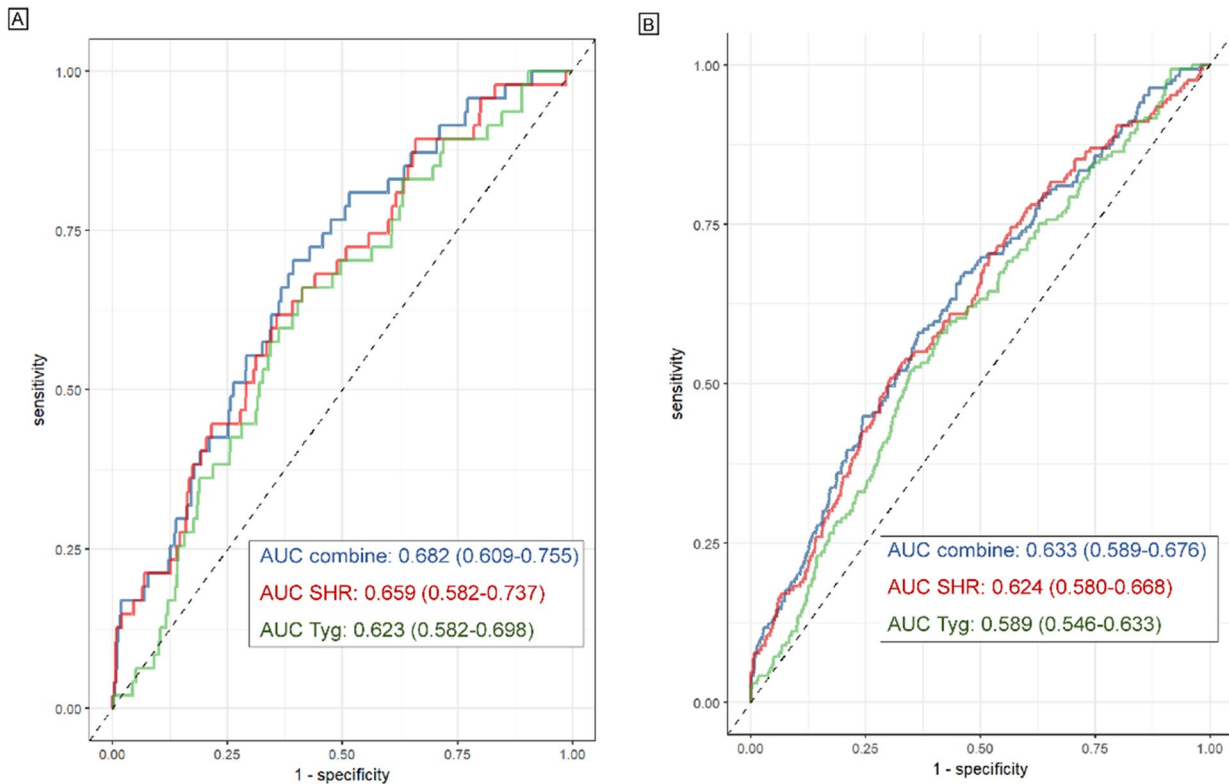 A
1.00
0.75
0.50
0.25
0.00
sensitivity
AUC combine: 0.682 (0.609-0.755)
AUC SHR: 0.659 (0.582-0.737)
AUC Tyg: 0.623 (0.582-0.698)
0.00 0.25 0.50 0.75 1.00
1 - specificity
B
1.00
0.75
0.50
0.25
0.00
sensitivity
AUC combine: 0.633 (0.589-0.676)
AUC SHR: 0.624 (0.580-0.668)
AUC Tyg: 0.589 (0.546-0.633)
0.00 0.25 0.50 0.75 1.00
1 - specificity